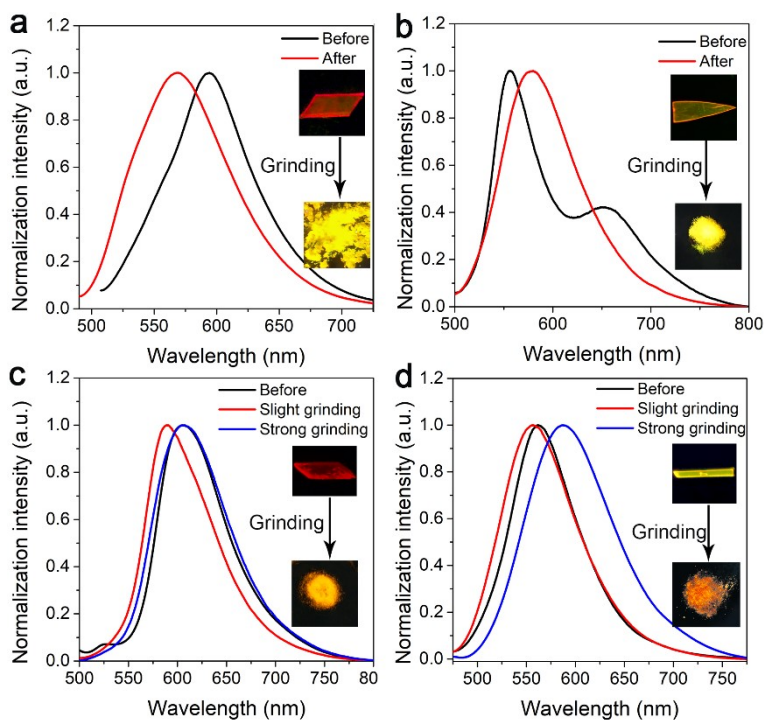 a
Before
After
Grinding
1.2
1.0
0.8
0.6
0.4
0.2
0.0
Normalization intensity (a.u.)
500 550 600 650 700
Wavelength (nm)
b
Before
After
Grinding
1.2
1.0
0.8
0.6
0.4
0.2
0.0
Normalization intensity (a.u.)
500 600 700 800
Wavelength (nm)
c
Before
Slight grinding
Strong grinding
Grinding
1.2
1.0
0.8
0.6
0.4
0.2
0.0
Normalization intensity (a.u.)
500 550 600 650 700 750 80
Wavelength (nm)
d
Before
Slight grinding
Strong grinding
Grinding
1.2
1.0
0.8
0.6
0.4
0.2
0.0
Normalization intensity (a.u.)
500 550 600 650 700 750
Wavelength (nm)